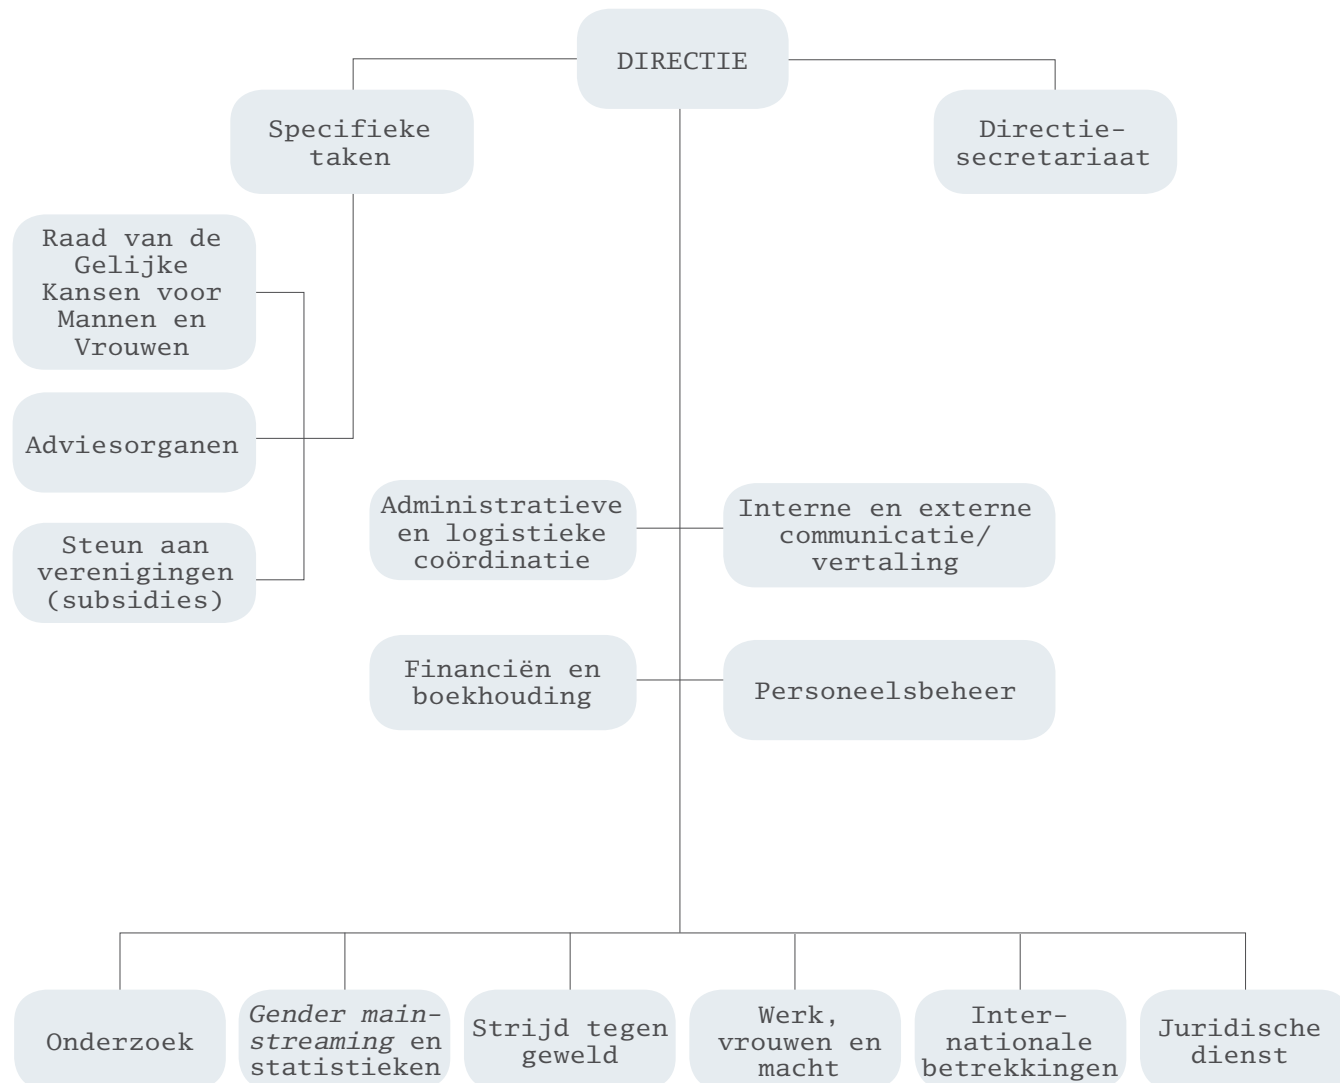 DIRECTIE
Specifieke
taken
Directie-
secretariaat
Raad van de
Gelijke
Kansen voor
Mannen en
Vrouwen
Adviesorganen
Steun aan
verenigingen
(subsidies)
Administratieve
en logistieke
coördinatie
Interne en externe
communicatie/
vertaling
Financiën en
boekhouding
Personeelsbeheer
Onderzoek
Gender main-
streaming en
statistieken
Strijd tegen
geweld
Werk,
vrouwen en
macht
Inter-
nationale
betrekkingen
Juridische
dienst